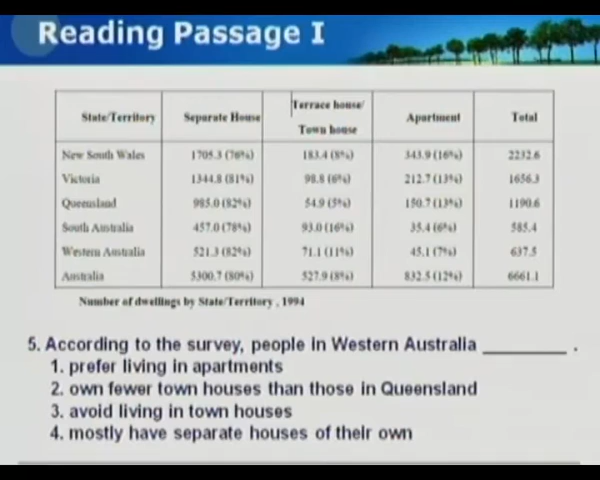 Reading Passage I
State/Territory Separate House Terrace house/ Town house Apartment Total
New South Wales 1705.3 (76%) 183.4 (8%) 343.9 (16%) 2232.6
Victoria 1344.8 (81%) 98.8 (6%) 212.7 (13%) 1656.3
Queensland 985.0 (82%) 54.9 (5%) 150.7 (13%) 1190.6
South Australia 457.0 (78%) 93.0 (16%) 35.4 (6%) 585.4
Western Australia 521.3 (82%) 71.1 (11%) 45.1 (7%) 637.5
Australia 5300.7 (80%) 527.9 (8%) 832.5 (12%) 6661.1
Number of dwellings by State/Territory , 1994
5. According to the survey, people in Western Australia _________ .
1. prefer living in apartments
2. own fewer town houses than those in Queensland
3. avoid living in town houses
4. mostly have separate houses of their own